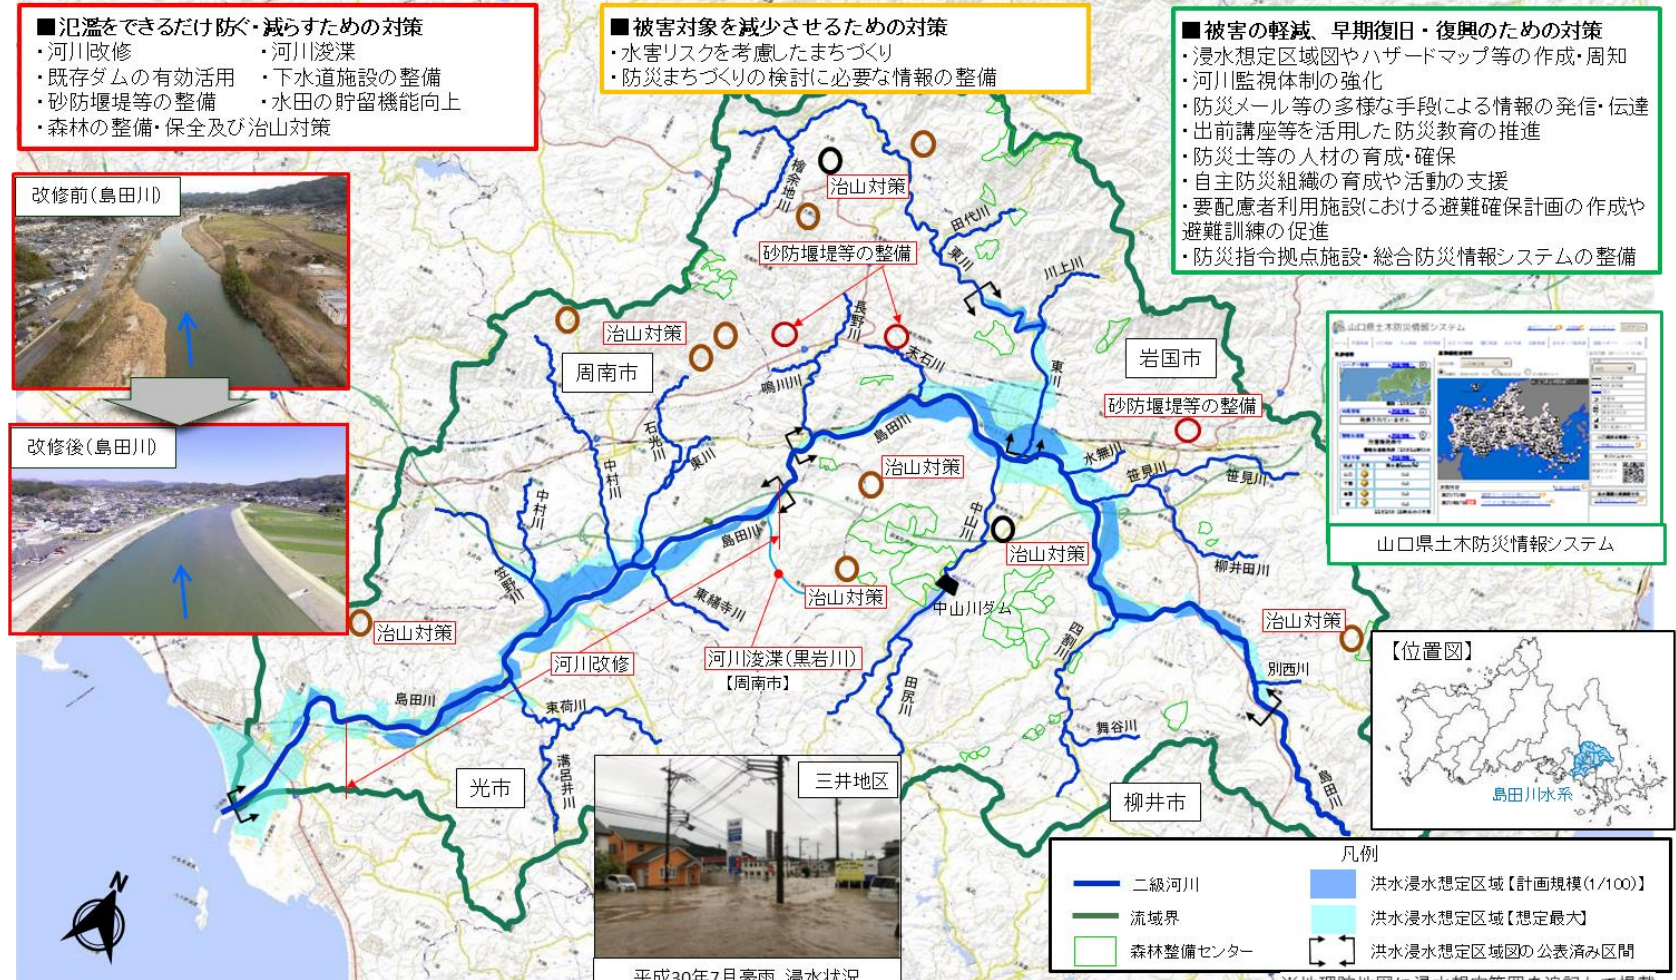 ■氾濫をできるだけ防ぐ・減らすための対策
・河川改修　・河川浚渫
・既存ダムの有効活用　・下水道施設の整備
・砂防堰堤等の整備　・水田の貯留機能向上
・森林の整備・保全及び治山対策
■被害対象を減少させるための対策
・水害リスクを考慮したまちづくり
・防災まちづくりの検討に必要な情報の整備
■被害の軽減、早期復旧・復興のための対策
・浸水想定区域図やハザードマップ等の作成・周知
・河川監視体制の強化
・防災メール等の多様な手段による情報の発信・伝達
・出前講座等を活用した防災教育の推進
・防災士等の人材の育成・確保
・自主防災組織の育成や活動の支援
・要配慮者利用施設における避難確保計画の作成や
避難訓練の促進
・防災指令拠点施設・総合防災情報システムの整備
改修前(島田川)
改修後(島田川)
檜余地川
治山対策
田代川
東川
川上川
砂防堰堤等の整備
長野川
末石川
治山対策
周南市
鳴川川
東川
岩国市
砂防堰堤等の整備
山口県土木防災情報システム
山口県土木防災情報システム
石光川
東川
中村川
中村川
島田川
治山対策
水無川
笹見川
笹見川
中山川
島田川
治山対策
柳井田川
笠野川
東繕寺川
治山対策
中山川ダム
治山対策
四割川
治山対策
河川改修
河川浚渫(黒岩川)
【周南市】
田尻川
別西川
島田川
東荷川
溝呂井川
舞谷川
島田川
光市
柳井市
三井地区
平成30年7月豪雨 浸水状況
【位置図】
島田川水系
N
凡例
二級河川
洪水浸水想定区域【計画規模(1/100)】
流域界
洪水浸水想定区域【想定最大】
森林整備センター
洪水浸水想定区域図の公表済み区間